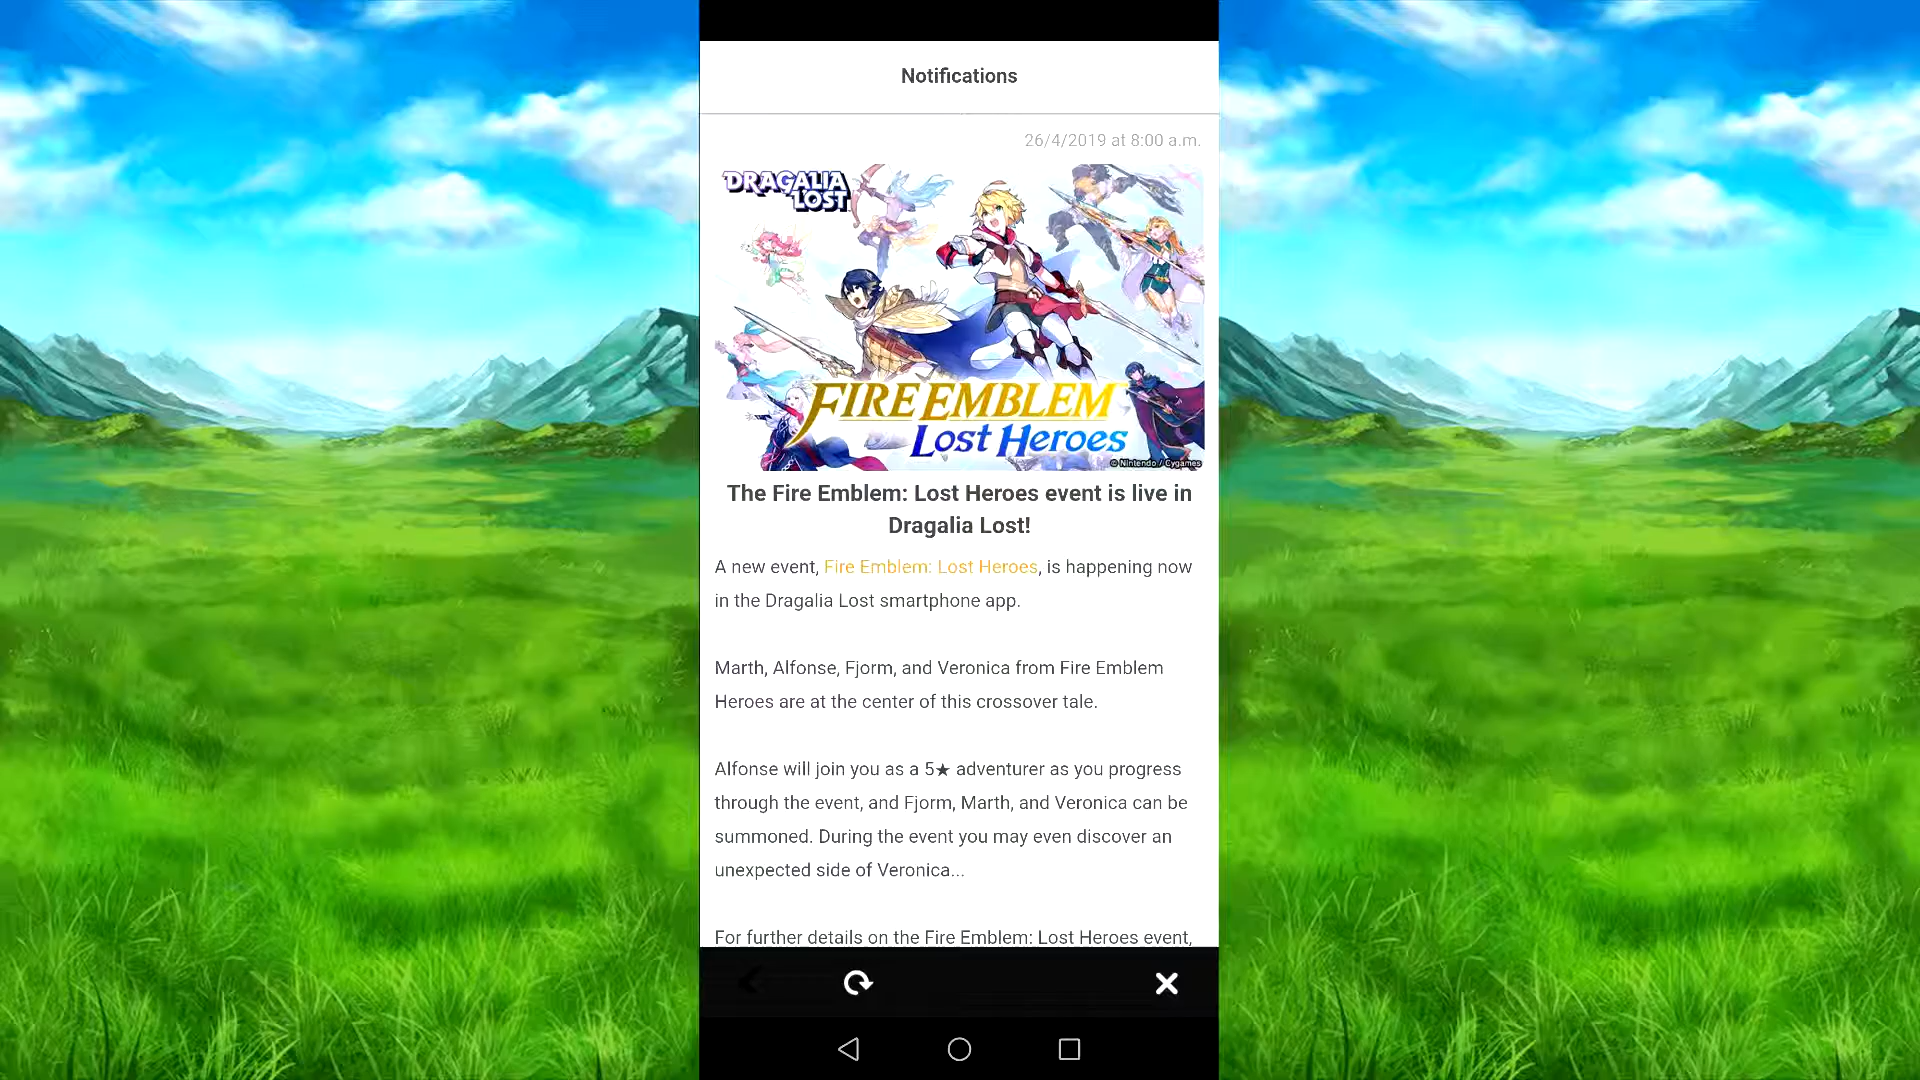 Notifications
26/4/2019 at 8:00 a.m.
DRAGALIA
LOST
FIRE EMBLEM
LOST HEROES
© Nintendo / Cygames
The Fire Emblem: Lost Heroes event is live in
Dragalia Lost!
A new event, Fire Emblem: Lost Heroes, is happening now
in the Dragalia Lost smartphone app.
Marth, Alfonse, Fjorm, and Veronica from Fire Emblem
Heroes are at the center of this crossover tale.
Alfonse will join you as a 5★ adventurer as you progress
through the event, and Fjorm, Marth, and Veronica can be
summoned. During the event you may even discover an
unexpected side of Veronica...
For further details on the Fire Emblem: Lost Heroes event,